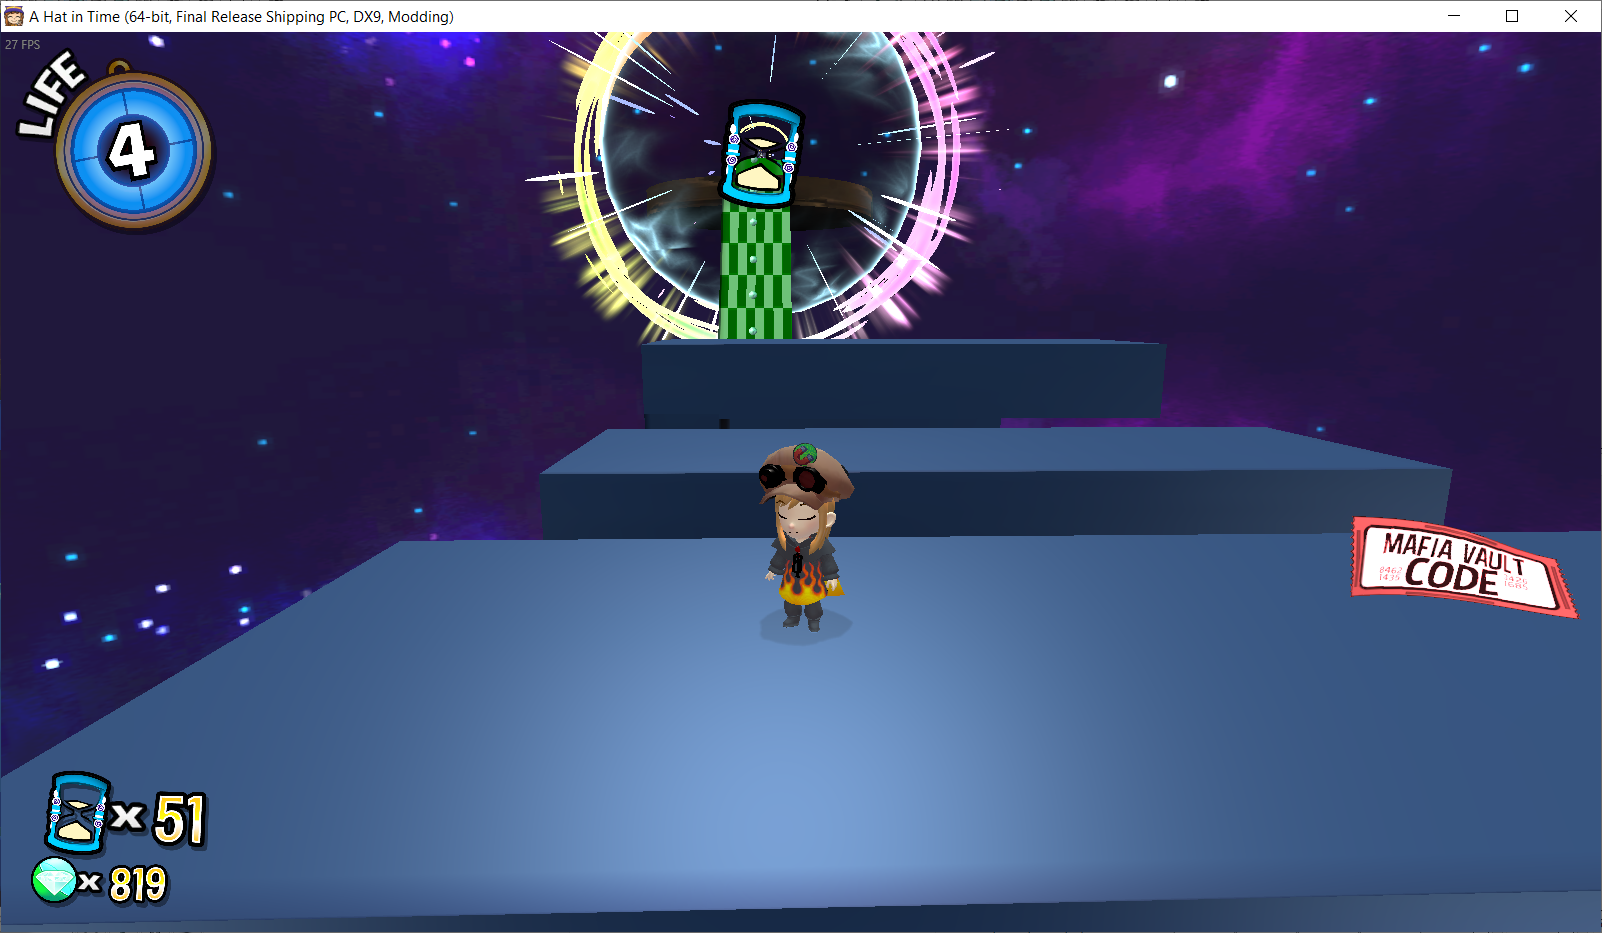 A Hat in Time (64-bit, Final Release Shipping PC, DX9, Modding)
27 FPS
LIFE
4
MAFIA VAULT
CODE
x 51
x 819